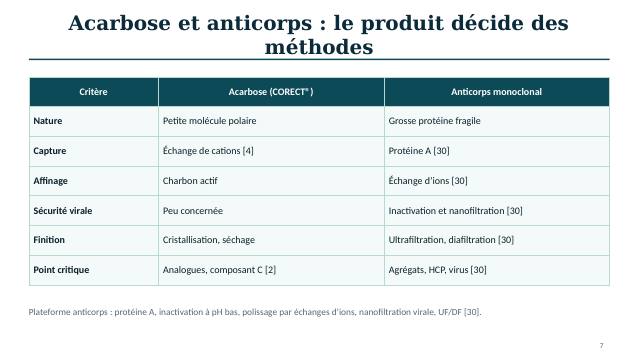 Acarbose et anticorps : le produit décide des
méthodes
Critère Acarbose (CORECT®) Anticorps monoclonal
Nature Petite molécule polaire Grosse protéine fragile
Capture Échange de cations [4] Protéine A [30]
Affinage Charbon actif Échange d'ions [30]
Sécurité virale Peu concernée Inactivation et nanofiltration [30]
Finition Cristallisation, séchage Ultrafiltration, diafiltration [30]
Point critique Analogues, composant C [2] Agrégats, HCP, virus [30]
Plateforme anticorps : protéine A, inactivation à pH bas, polissage par échanges d'ions, nanofiltration virale, UF/DF [30].
7